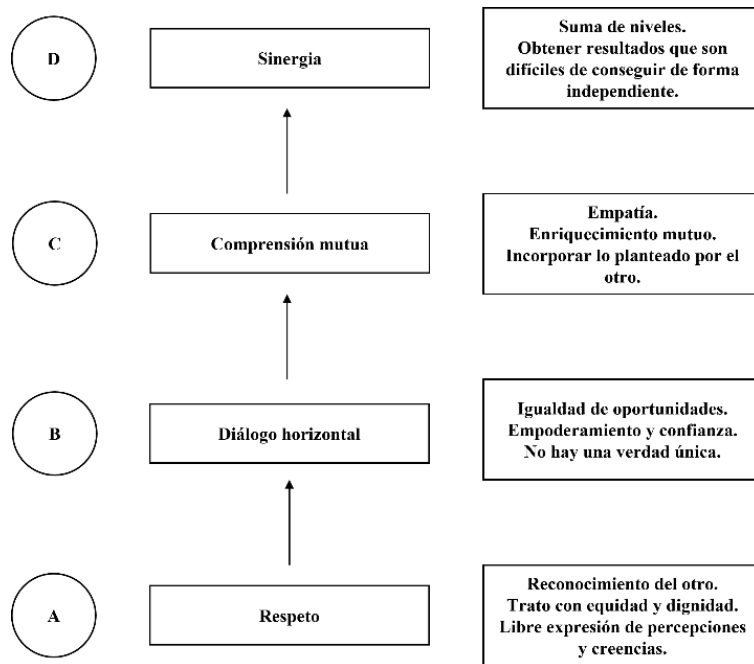 D
Sinergia
Suma de niveles.
Obtener resultados que son
difíciles de conseguir de forma
independiente.
C
Comprensión mutua
Empatía.
Enriquecimiento mutuo.
Incorporar lo planteado por el
otro.
B
Diálogo horizontal
Igualdad de oportunidades.
Empoderamiento y confianza.
No hay una verdad única.
A
Respeto
Reconocimiento del otro.
Trato con equidad y dignidad.
Libre expresión de percepciones
y creencias.